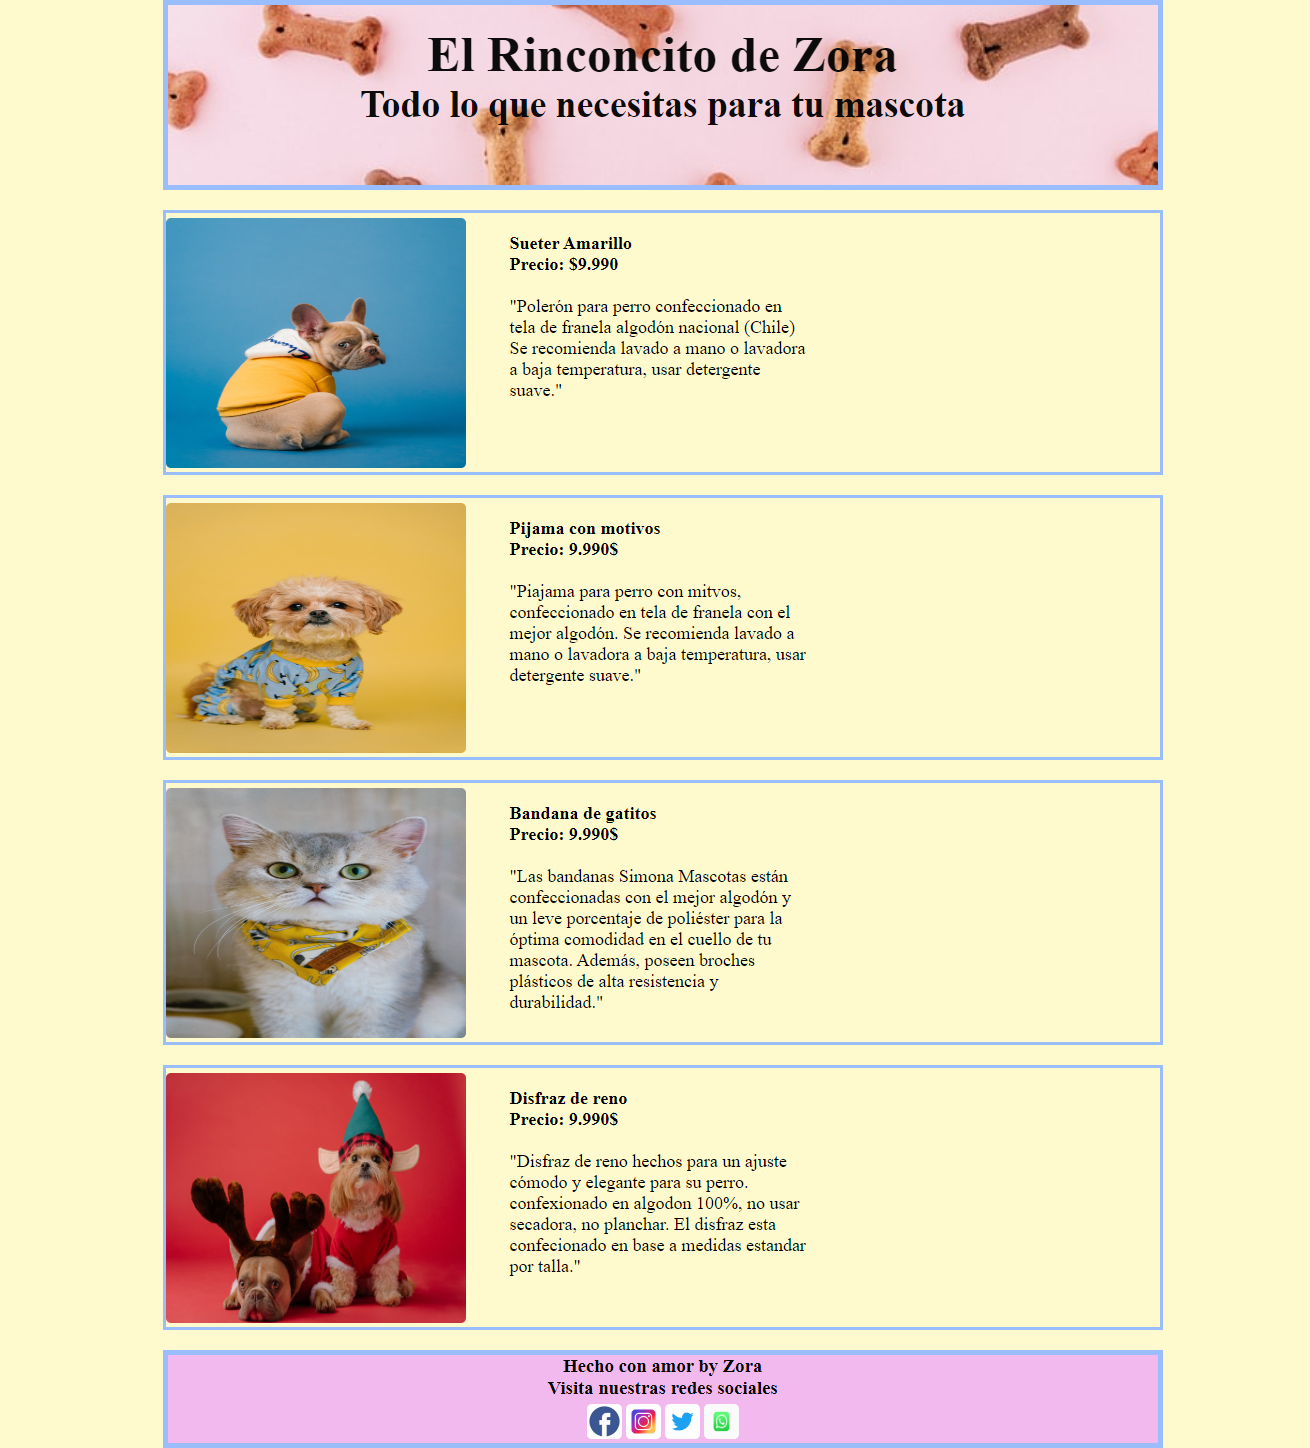 El Rinconcito de Zora
Todo lo que necesitas para tu mascota
Sueter Amarillo
Precio: $9.990
"Polerón para perro confeccionado en
tela de franela algodón nacional (Chile)
Se recomienda lavado a mano o lavadora
a baja temperatura, usar detergente
suave."
Pijama con motivos
Precio: 9.990$
"Piajama para perro con mitvos,
confeccionado en tela de franela con el
mejor algodón. Se recomienda lavado a
mano o lavadora a baja temperatura, usar
detergente suave."
Bandana de gatitos
Precio: 9.990$
"Las bandanas Simona Mascotas están
confeccionadas con el mejor algodón y
un leve porcentaje de poliéster para la
óptima comodidad en el cuello de tu
mascota. Además, poseen broches
plásticos de alta resistencia y
durabilidad."
Disfraz de reno
Precio: 9.990$
"Disfraz de reno hechos para un ajuste
cómodo y elegante para su perro.
confexionado en algodon 100%, no usar
secadora, no planchar. El disfraz esta
confecionado en base a medidas estandar
por talla."
Hecho con amor by Zora
Visita nuestras redes sociales